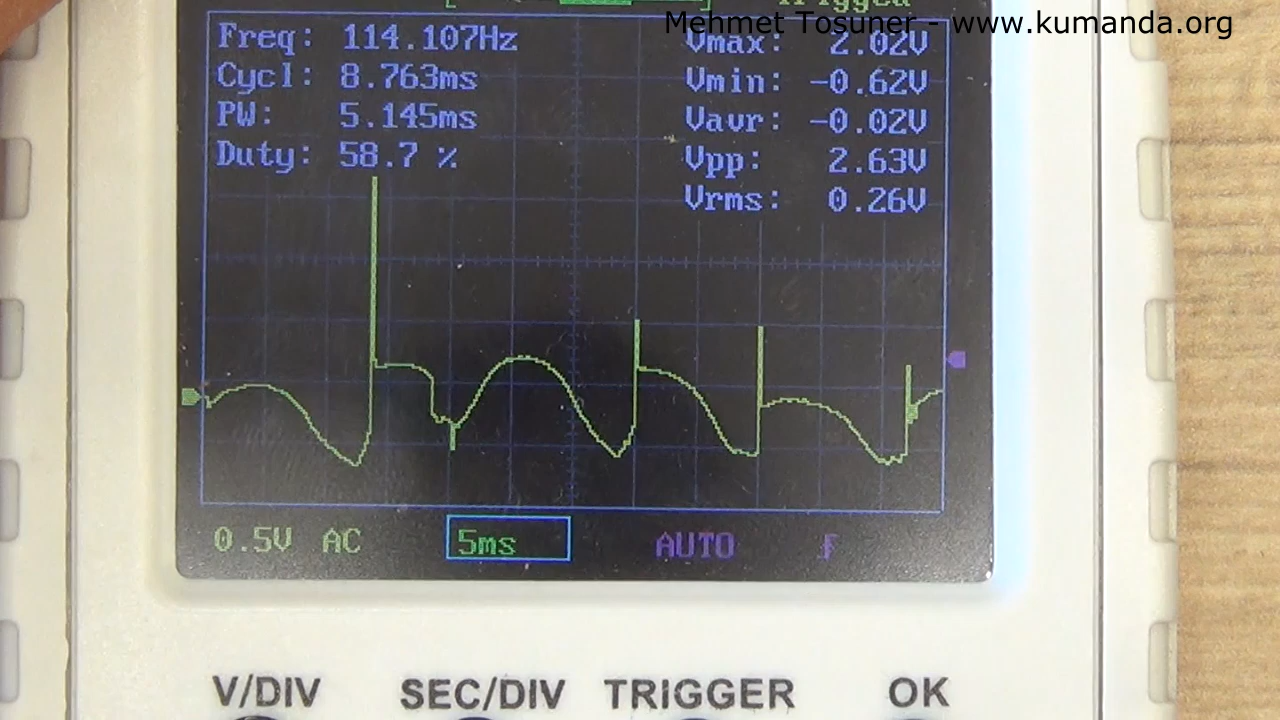 Triggered
Mehmet Tosuner - www.kumanda.org
Freq: 114.107Hz
Cycl: 8.763ms
PW: 5.145ms
Duty: 58.7 %
Vmax: 2.02V
Vmin: -0.62V
Vavr: -0.02V
Vpp: 2.63V
Vrms: 0.26V
0.5V AC 5ms AUTO F
V/DIV SEC/DIV TRIGGER OK